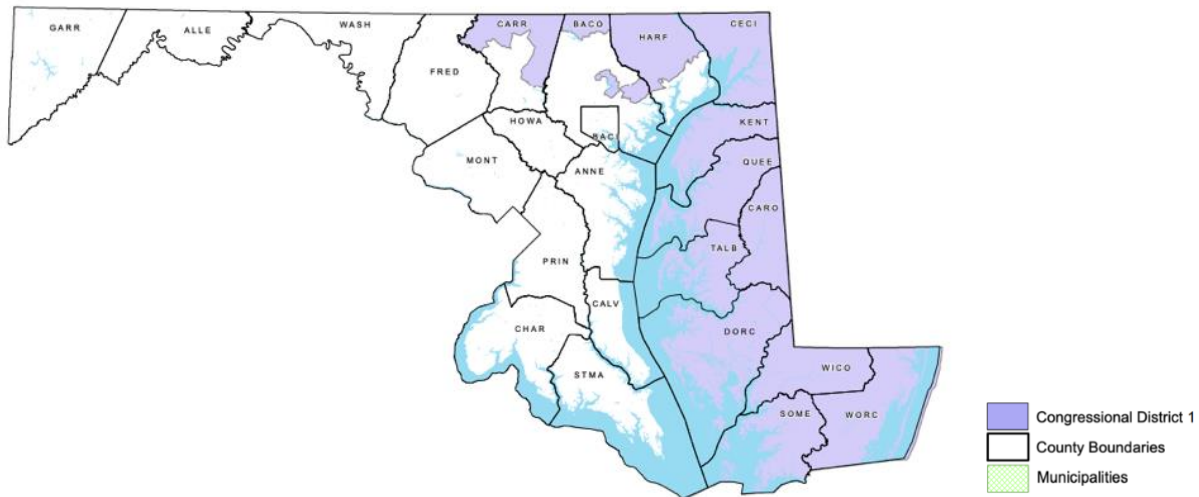 GARR
ALLE
WASH
CARR
BACO
HARF
CECI
FRED
HOWA
BACI
KENT
MONT
ANNE
QUEE
CARO
TALB
PRIN
CALV
CHAR
DORC
STMA
WICO
SOME
WORC
Congressional District 1
County Boundaries
Municipalities